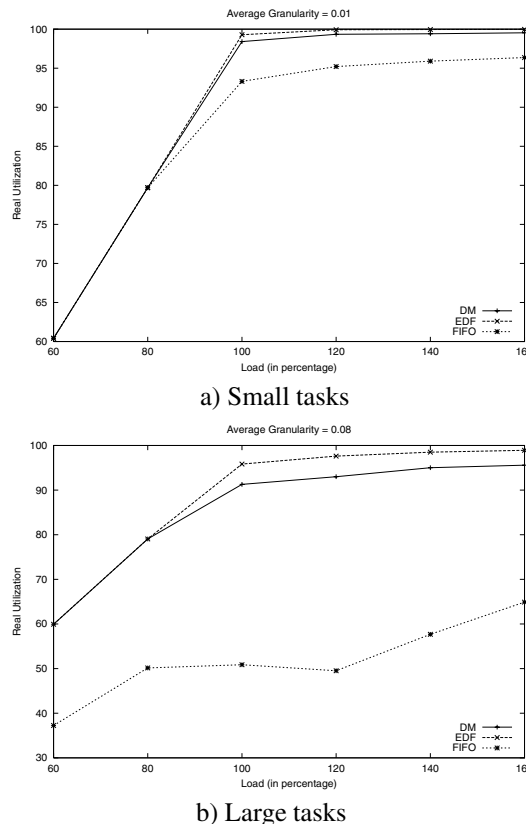 Average Granularity = 0.01
100
95
90
85
80
75
70
65
60
Real Utilization
DM
EDF
FIFO
60 80 100 120 140 160
Load (in percentage)
a) Small tasks
Average Granularity = 0.08
100
90
80
70
60
50
40
30
Real Utilization
DM
EDF
FIFO
60 80 100 120 140 160
Load (in percentage)
b) Large tasks